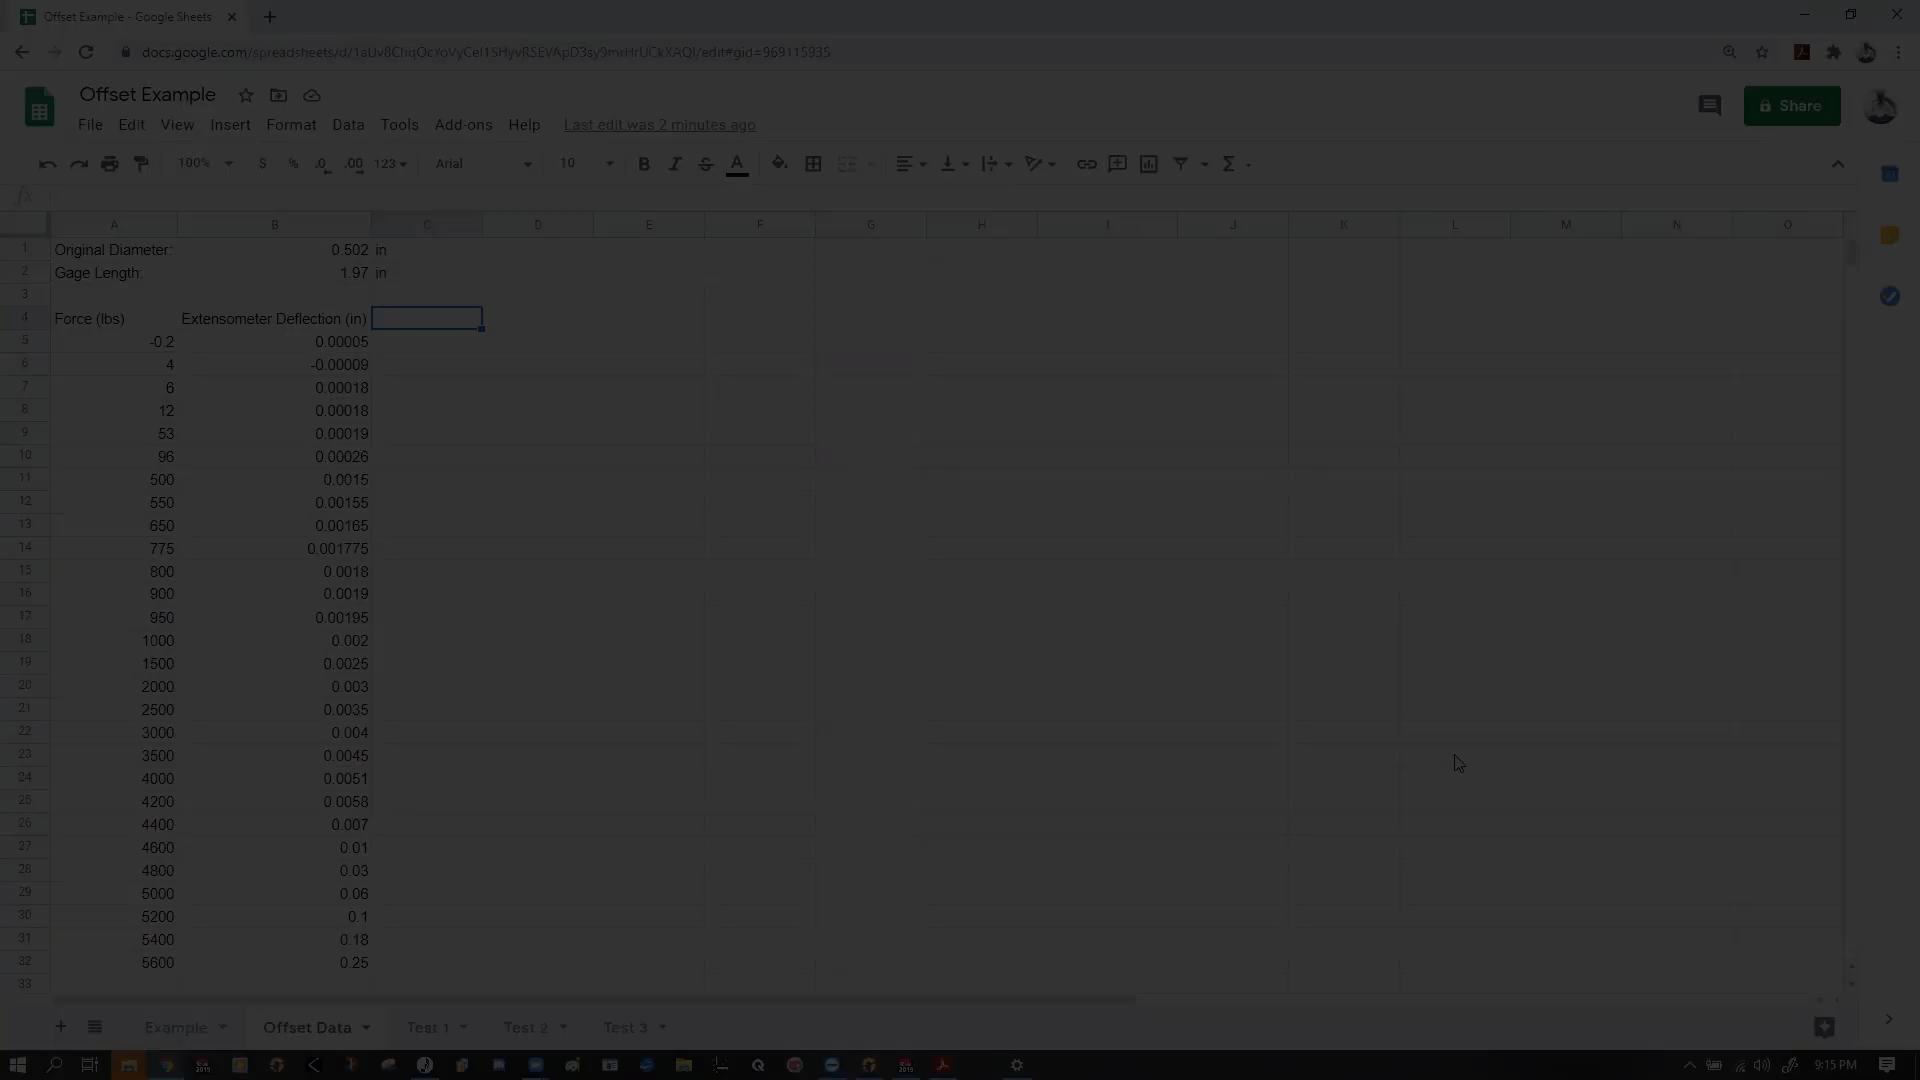 Offset Example - Google Sheets
Offset Example
Share
File Edit View Insert Format Data Tools Add-ons Help Last edit was 2 minutes ago
100% $ % .0 .00 123 Arial 10
A B C D E F G H I J K L M N O
1 Original Diameter: 0.502 in
2 Gage Length: 1.97 in
3
4 Force (lbs) Extensometer Deflection (in)
5 -0.2 0.00005
6 4 -0.00009
7 6 0.00018
8 12 0.00018
9 53 0.00019
10 96 0.00026
11 500 0.0015
12 550 0.00155
13 650 0.00165
14 775 0.001775
15 800 0.0018
16 900 0.0019
17 950 0.00195
18 1000 0.002
19 1500 0.0025
20 2000 0.003
21 2500 0.0035
22 3000 0.004
23 3500 0.0045
24 4000 0.0051
25 4200 0.0058
26 4400 0.007
27 4600 0.01
28 4800 0.03
29 5000 0.06
30 5200 0.1
31 5400 0.18
32 5600 0.25
33
Example Offset Data Test 1 Test 2 Test 3
9:15 PM